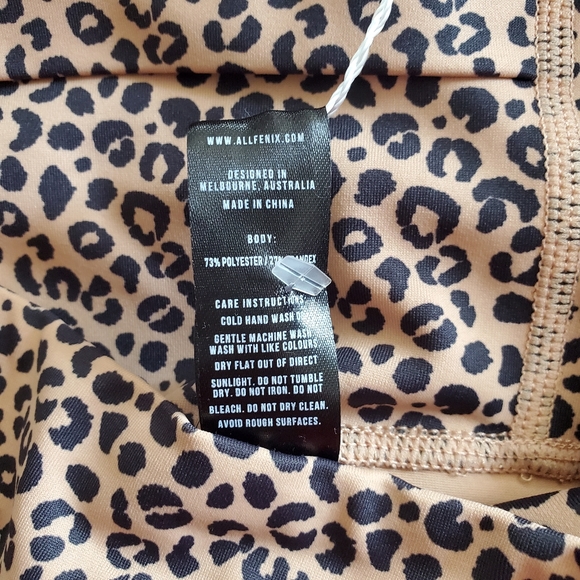 WWW.ALLFENIX.COM
DESIGNED IN
MELBOURNE, AUSTRALIA
MADE IN CHINA
BODY:
73% POLYESTER /
CARE INSTRUCTIONS
COLD HAND WASH
GENTLE MACHINE WASH
WASH WITH LIKE COLOURS
DRY FLAT OUT OF DIRECT
SUNLIGHT. DO NOT TUMBLE
DRY. DO NOT IRON. DO NOT
BLEACH. DO NOT DRY CLEAN.
AVOID ROUGH SURFACES.